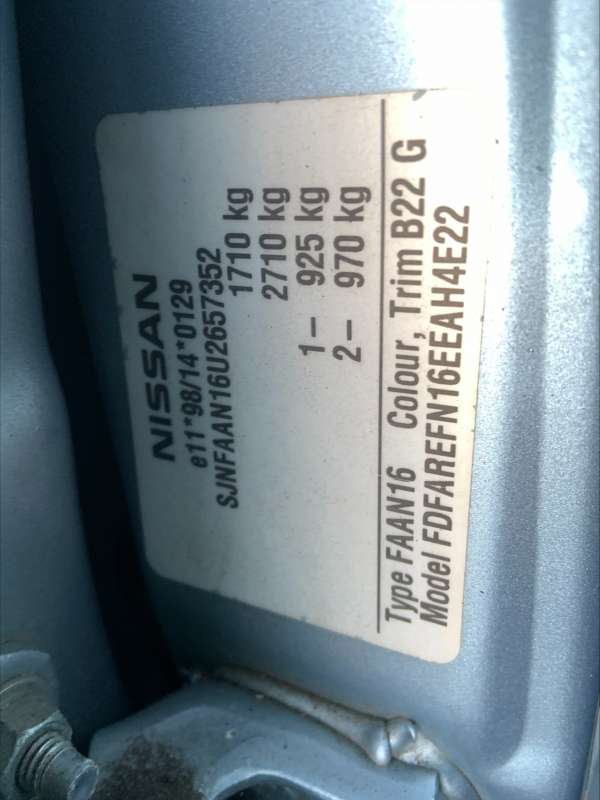 NISSAN
e11*98/14*0129
SJNFAAN16U2657352
1710 kg
2710 kg
1– 925 kg
2– 970 kg
Type FAAN16 Colour, Trim B22 G
Model FDFAREFN16EEAH4E22